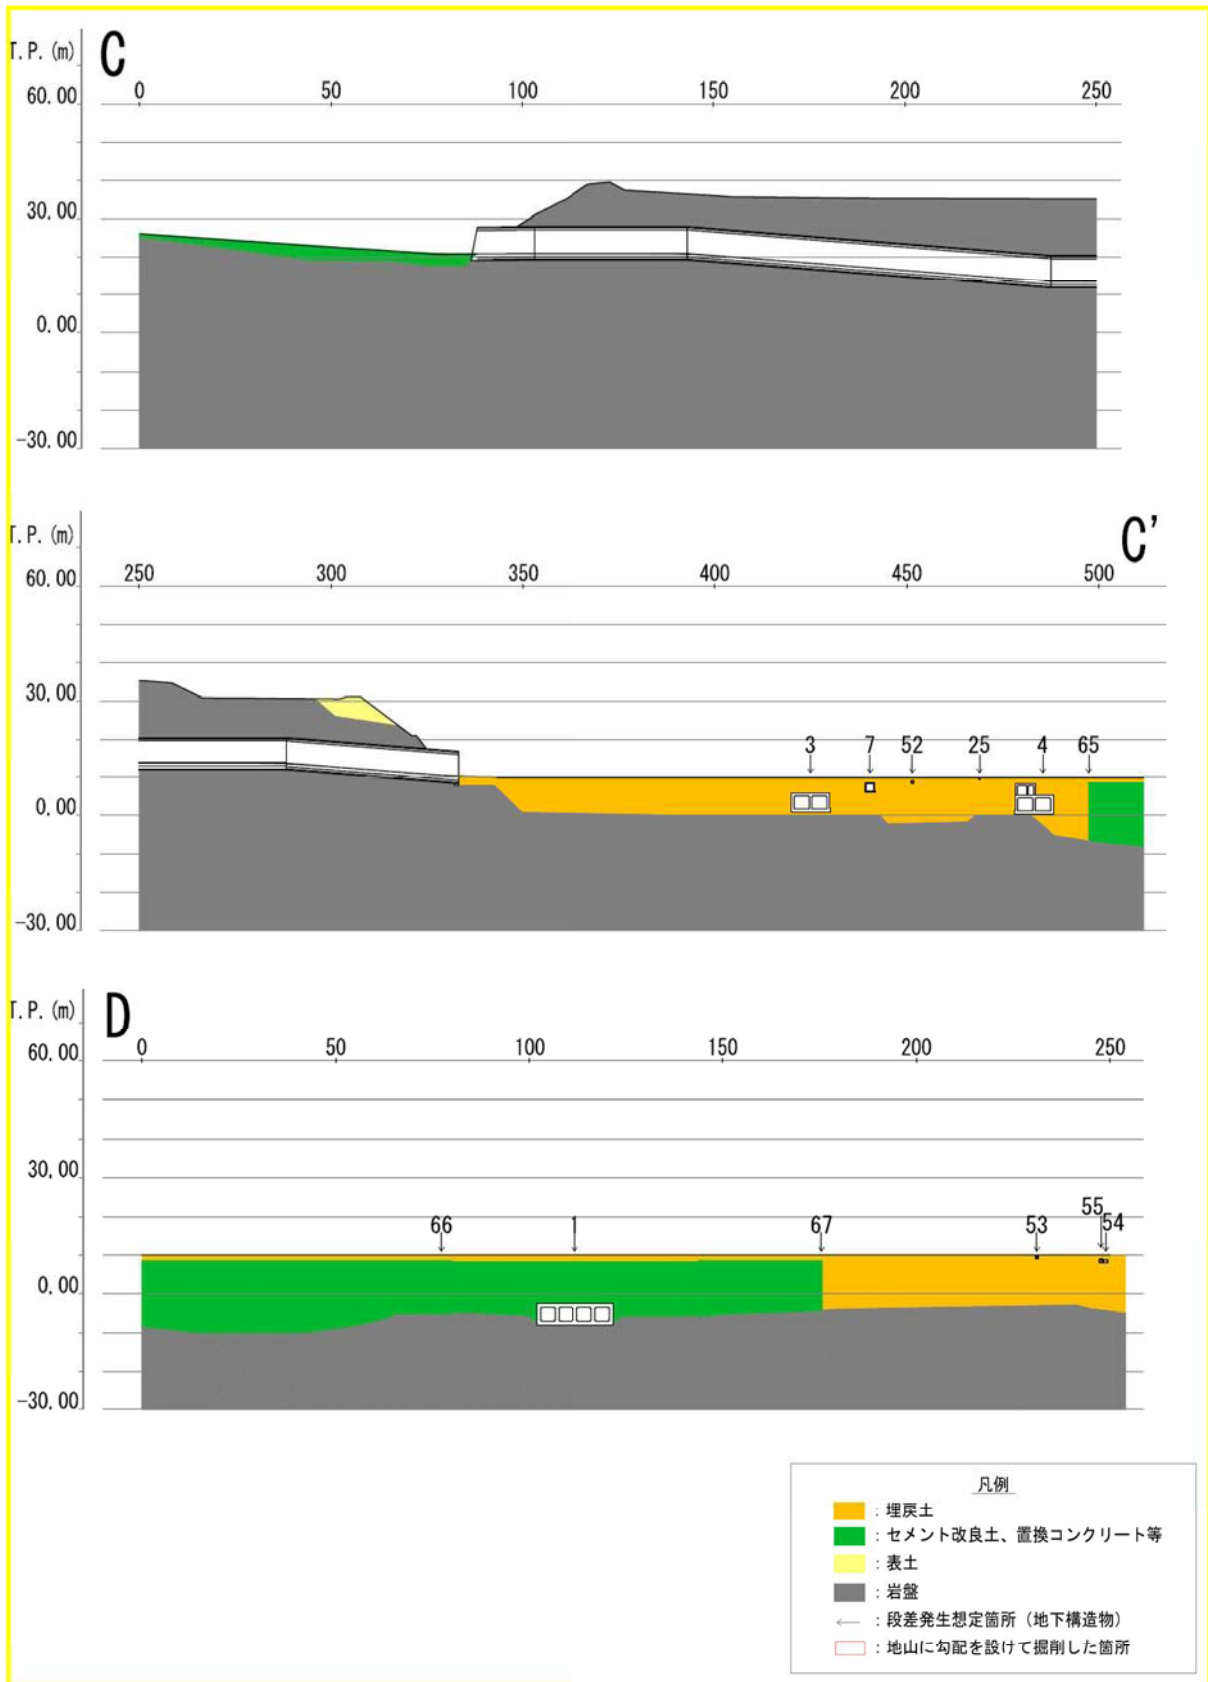 T.P.(m) C
0 50 100 150 200 250
60.00
30.00
0.00
-30.00
T.P.(m) C'
250 300 350 400 450 500
60.00
30.00
3 7 52 25 4 65
0.00
-30.00
T.P.(m) D
0 50 100 150 200 250
60.00
30.00
55
66 1 67 53 54
0.00
-30.00
凡例
：埋戻土
：セメント改良土、置換コンクリート等
：表土
：岩盤
← ：段差発生想定箇所（地下構造物）
：地山に勾配を設けて掘削した箇所